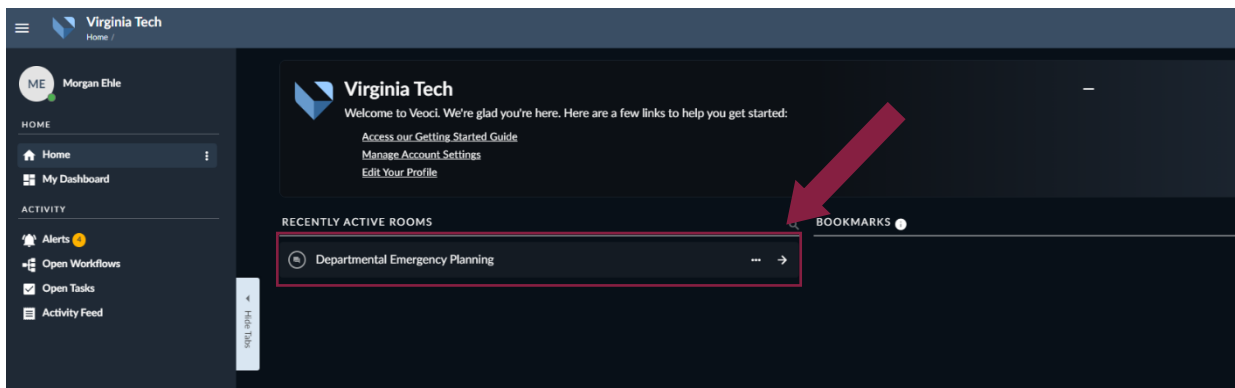 Virginia Tech
Home /
ME Morgan Ehle
HOME
Home
My Dashboard
ACTIVITY
Alerts 4
Open Workflows
Open Tasks
Activity Feed
Hide Tabs
Virginia Tech
Welcome to Veoci. We're glad you're here. Here are a few links to help you get started:
Access our Getting Started Guide
Manage Account Settings
Edit Your Profile
RECENTLY ACTIVE ROOMS
Departmental Emergency Planning
BOOKMARKS